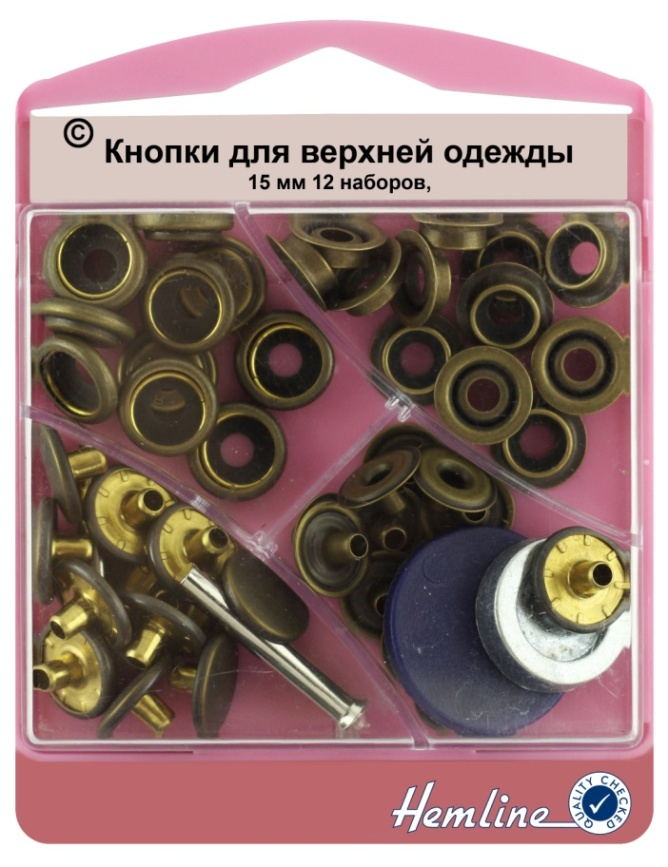 ©
Кнопки для верхней одежды
15 мм 12 наборов,
Hemline
QUALITY CHECKED